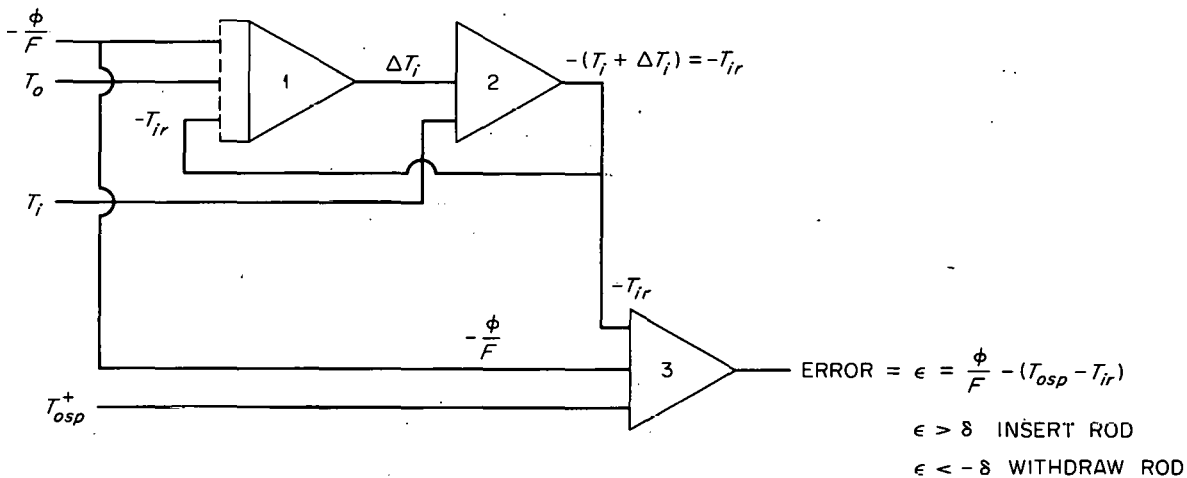 -ϕ/F
T_o
-T_ir
T_i
1
ΔT_i
2
-(T_i + ΔT_i) = -T_ir
-T_ir
-ϕ/F
T_osp^+
3
ERROR = ϵ = ϕ/F -(T_osp - T_ir)
ϵ > δ INSERT ROD
ϵ < -δ WITHDRAW ROD